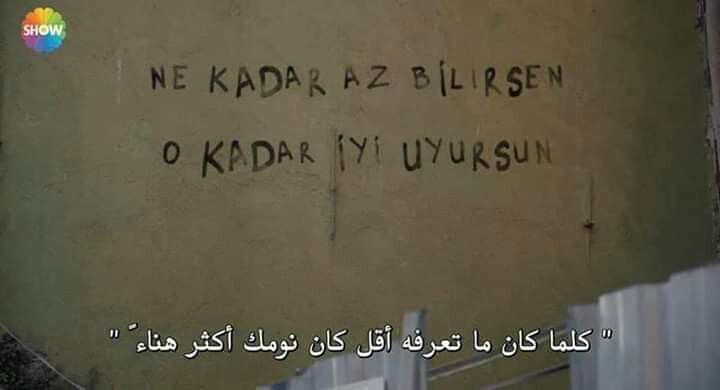 SHOW
NE KADAR AZ BİLİRSEN
O KADAR İYİ UYURSUN
" كلما كان ما تعرفه أقل كان نومك أكثر هناءً "